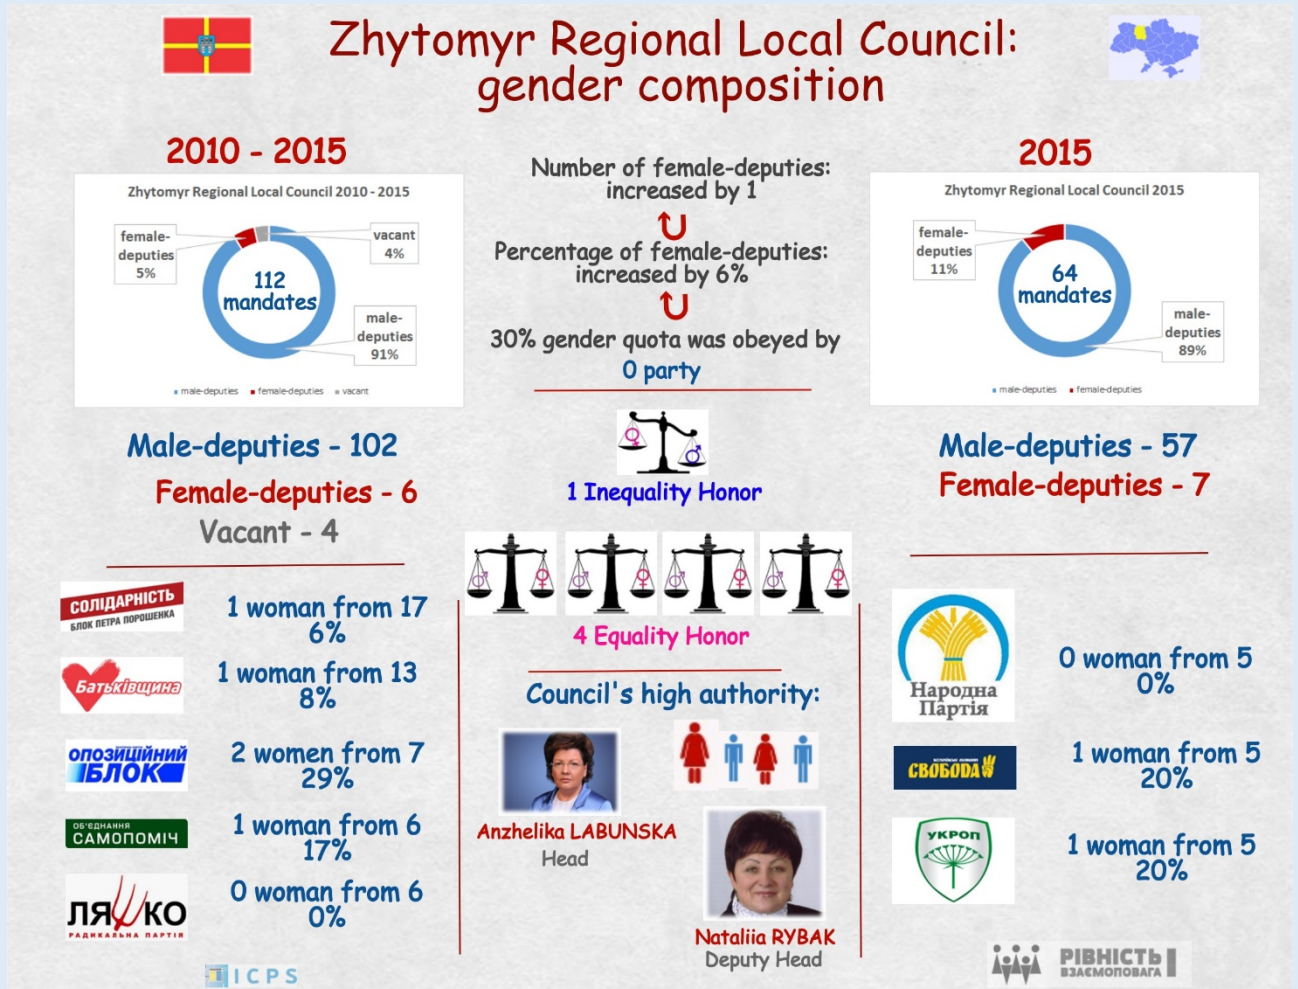 Zhytomyr Regional Local Council:
gender composition
2010 - 2015
Zhytomyr Regional Local Council 2010 - 2015
female-
deputies
5%
vacant
4%
112
mandates
male-
deputies
91%
male-deputies female-deputies vacant
Male-deputies - 102
Female-deputies - 6
Vacant - 4
СОЛІДАРНІСТЬ
БЛОК ПЕТРА ПОРОШЕНКА
1 woman from 17
6%
Батьківщина
1 woman from 13
8%
ОПОЗИЦІЙНИЙ
БЛОК
2 women from 7
29%
ОБ'ЄДНАННЯ
САМОПОМІЧ
1 woman from 6
17%
ЛЯШКО
РАДИКАЛЬНА ПАРТІЯ
0 woman from 6
0%
ICPS
Number of female-deputies:
increased by 1
Percentage of female-deputies:
increased by 6%
30% gender quota was obeyed by
0 party
1 Inequality Honor
4 Equality Honor
Council's high authority:
Anzhelika LABUNSKA
Head
Nataliia RYBAK
Deputy Head
2015
Zhytomyr Regional Local Council 2015
female-
deputies
11%
64
mandates
male-
deputies
89%
male-deputies female-deputies
Male-deputies - 57
Female-deputies - 7
Народна
Партія
0 woman from 5
0%
СВОБОДА
1 woman from 5
20%
УКРОП
1 woman from 5
20%
РІВНІСТЬ
ВЗАЄМОПОВАГА